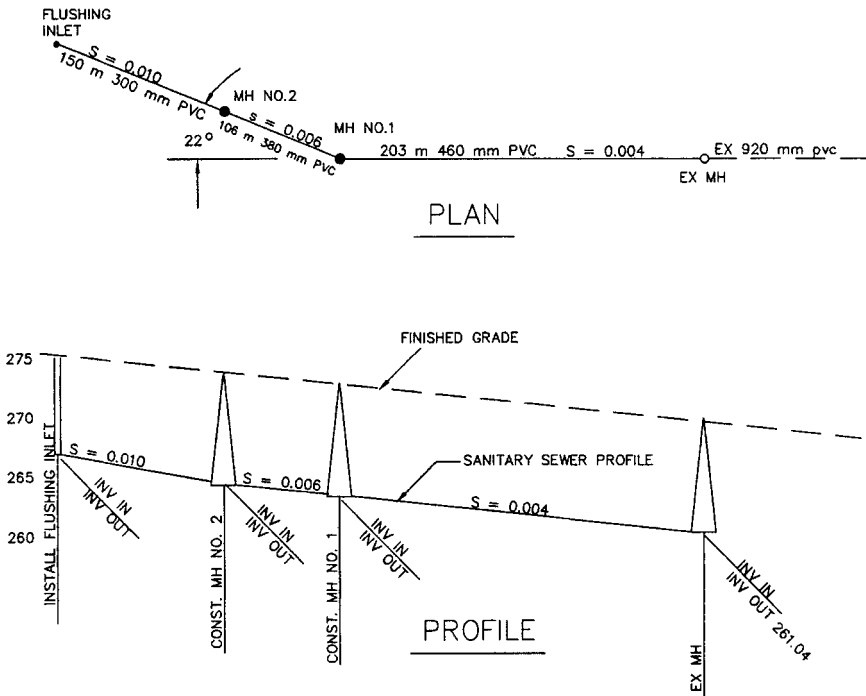 FLUSHING
INLET
S = 0.010
150 m 300 mm PVC
MH NO.2
s = 0.006
106 m 380 mm PVC
MH NO.1
22°
203 m 460 mm PVC S = 0.004
EX MH
EX 920 mm pvc
PLAN
275
270
265
260
FINISHED GRADE
SANITARY SEWER PROFILE
S = 0.010
S = 0.006
S = 0.004
INSTALL FLUSHING INLET
INV IN
INV OUT
CONST. MH NO. 2
INV IN
INV OUT
CONST. MH NO. 1
INV IN
INV OUT
EX MH
INV IN
INV OUT 261.04
PROFILE